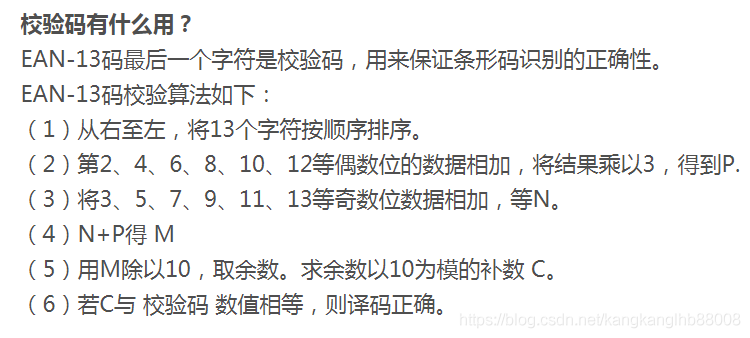 校验码有什么用？
EAN-13码最后一个字符是校验码，用来保证条形码识别的正确性。
EAN-13码校验算法如下：
（1）从右至左，将13个字符按顺序排序。
（2）第2、4、6、8、10、12等偶数位的数据相加，将结果乘以3，得到P.
（3）将3、5、7、9、11、13等奇数位数据相加，等N。
（4）N+P得 M
（5）用M除以10，取余数。求余数以10为模的补数 C。
（6）若C与 校验码 数值相等，则译码正确。
https://blog.csdn.net/kangkanglhb88008